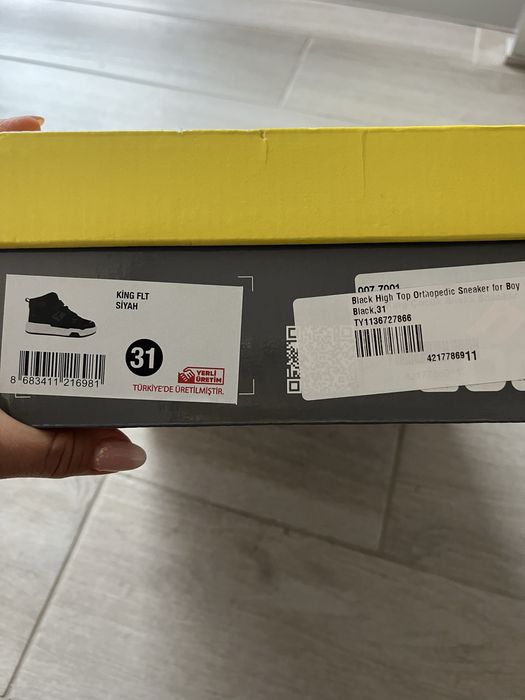 KİNG FLT
SİYAH
31
8 683411 216981
YERLİ
ÜRETİM
TÜRKİYE'DE ÜRETİLMİŞTİR.
007 7001
Black High Top Orthopedic Sneaker for Boy
Black,31
TY1136727866
4217786911